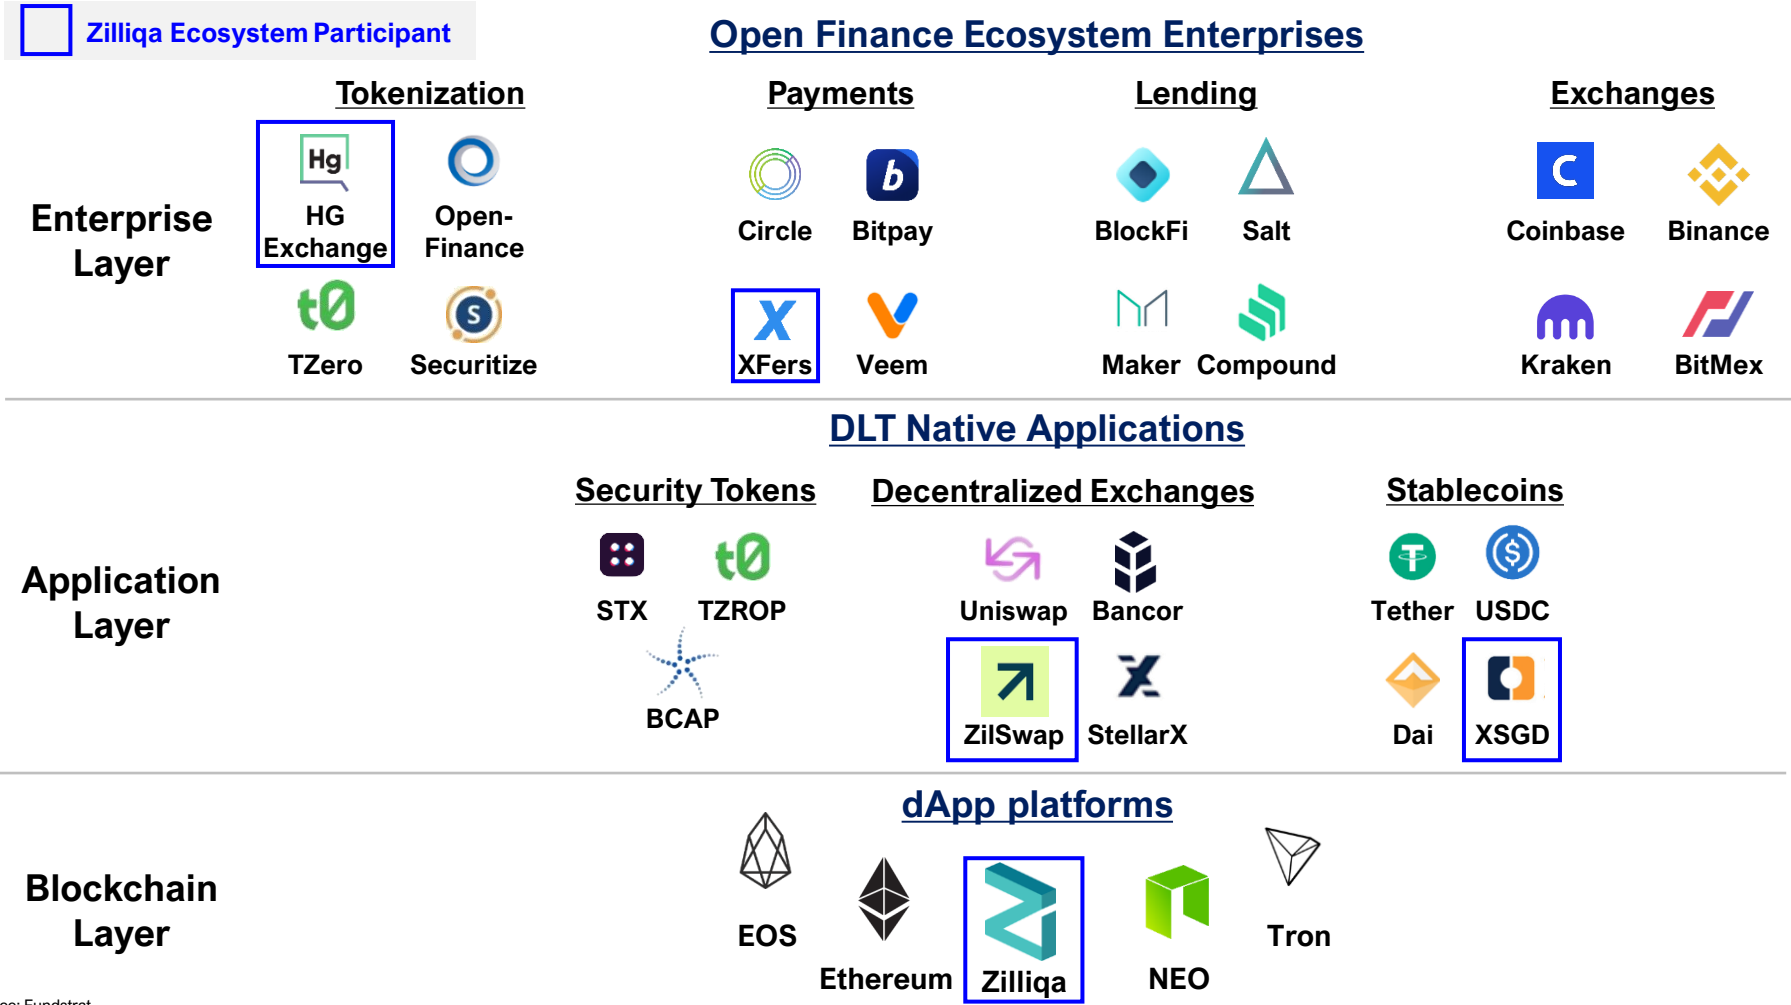 Zilliqa Ecosystem Participant
Open Finance Ecosystem Enterprises
Tokenization
Payments
Lending
Exchanges
Enterprise
Layer
Hg
HG
Exchange
Open-
Finance
b
Circle
Bitpay
BlockFi
Salt
C
Coinbase
Binance
t0
TZero
S
Securitize
X
XFers
Veem
Maker
Compound
Kraken
BitMex
DLT Native Applications
Security Tokens
Decentralized Exchanges
Stablecoins
Application
Layer
STX
t0
TZROP
Uniswap
Bancor
T
Tether
$
USDC
BCAP
ZilSwap
StellarX
Dai
XSGD
dApp platforms
Blockchain
Layer
EOS
Ethereum
Zilliqa
NEO
Tron
Fundstrat